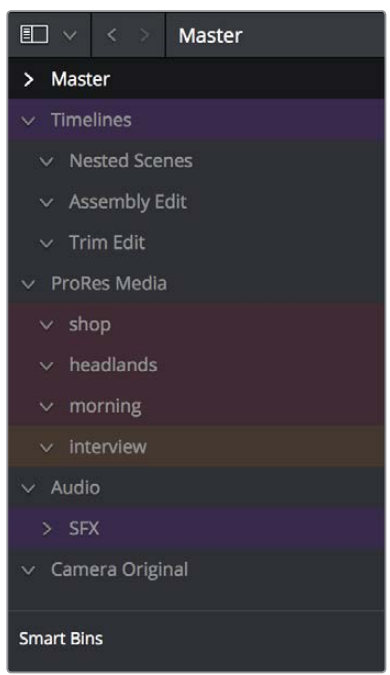 Master
Master
Timelines
Nested Scenes
Assembly Edit
Trim Edit
ProRes Media
shop
headlands
morning
interview
Audio
SFX
Camera Original
Smart Bins